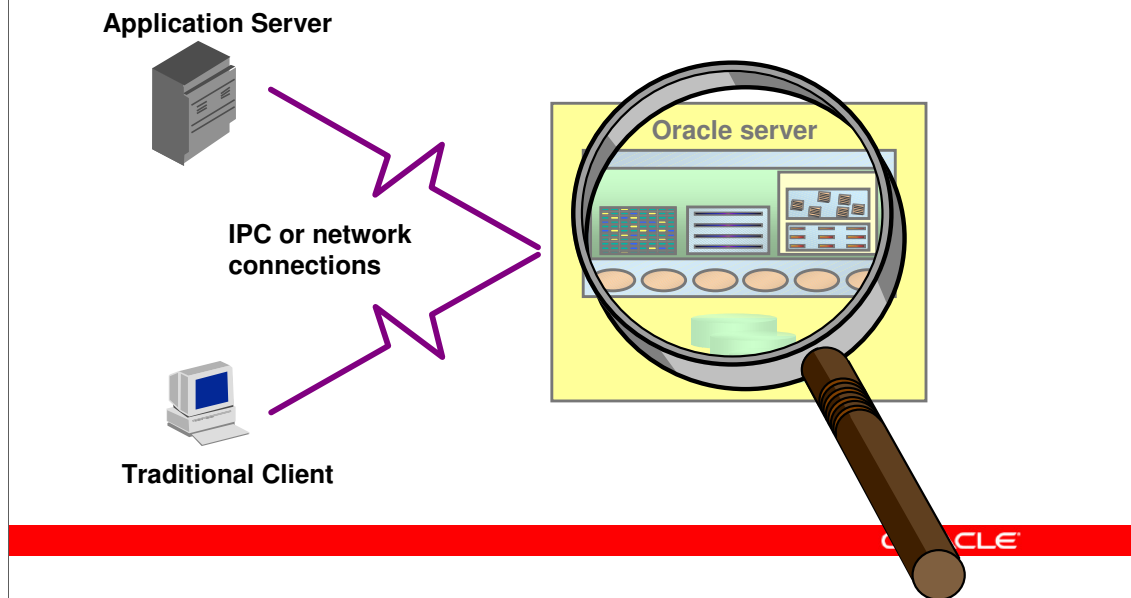 Application Server
Oracle server
IPC or network
connections
Traditional Client